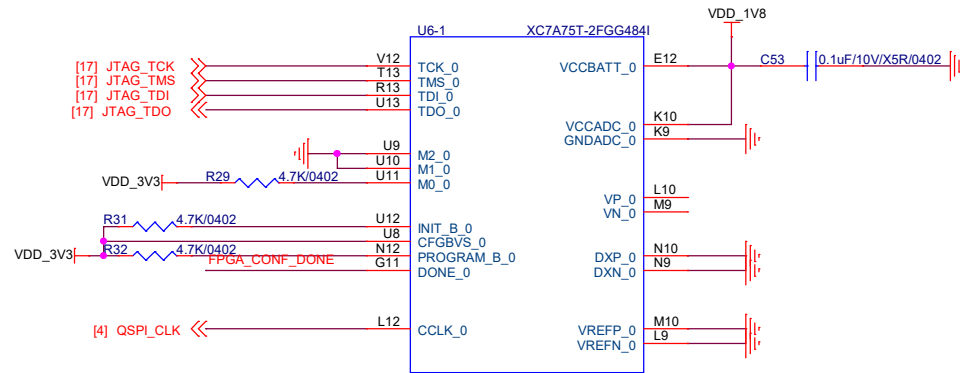 VDD_1V8
U6-1 XC7A75T-2FGG484I
[17] JTAG_TCK V12 TCK_0 VCCBATT_0 E12 C53 0.1uF/10V/X5R/0402
[17] JTAG_TMS T13 TMS_0
[17] JTAG_TDI R13 TDI_0
[17] JTAG_TDO U13 TDO_0
VCCADC_0 K10
GNDADC_0 K9
U9 M2_0
U10 M1_0
VDD_3V3 R29 4.7K/0402 U11 M0_0
VP_0 L10
VN_0 M9
R31 4.7K/0402 U12 INIT_B_0
U8 CFGBVS_0
VDD_3V3 R32 4.7K/0402 N12 PROGRAM_B_0 DXP_0 N10
FPGA_CONF_DONE G11 DONE_0 DXN_0 N9
[4] QSPI_CLK L12 CCLK_0 VREFP_0 M10
VREFN_0 L9